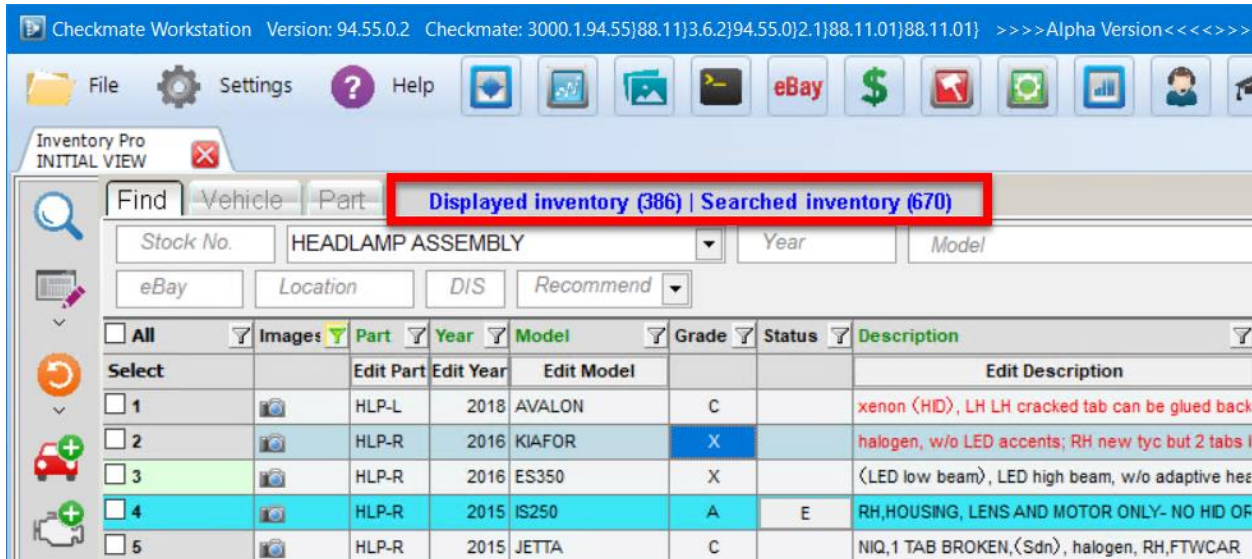 Checkmate Workstation Version: 94.55.0.2 Checkmate: 3000.1.94.55}88.11}3.6.2}94.55.0}2.1}88.11.01}88.11.01} >>>>Alpha Version<<<<>>>
File Settings Help eBay
Inventory Pro
INITIAL VIEW
Find Vehicle Part Displayed inventory (386) | Searched inventory (670)
Stock No. HEADLAMP ASSEMBLY Year Model
eBay Location DIS Recommend
All Images Part Year Model Grade Status Description
Select Edit Part Edit Year Edit Model Edit Description
1 HLP-L 2018 AVALON C xenon (HID), LH LH cracked tab can be glued back
2 HLP-R 2016 KIAFOR X halogen, w/o LED accents; RH new tyc but 2 tabs
3 HLP-R 2016 ES350 X (LED low beam), LED high beam, w/o adaptive hea
4 HLP-R 2015 IS250 A E RH,HOUSING, LENS AND MOTOR ONLY- NO HID OR
5 HLP-R 2015 JETTA C NIQ,1 TAB BROKEN,(Sdn), halogen, RH,FTWCAR